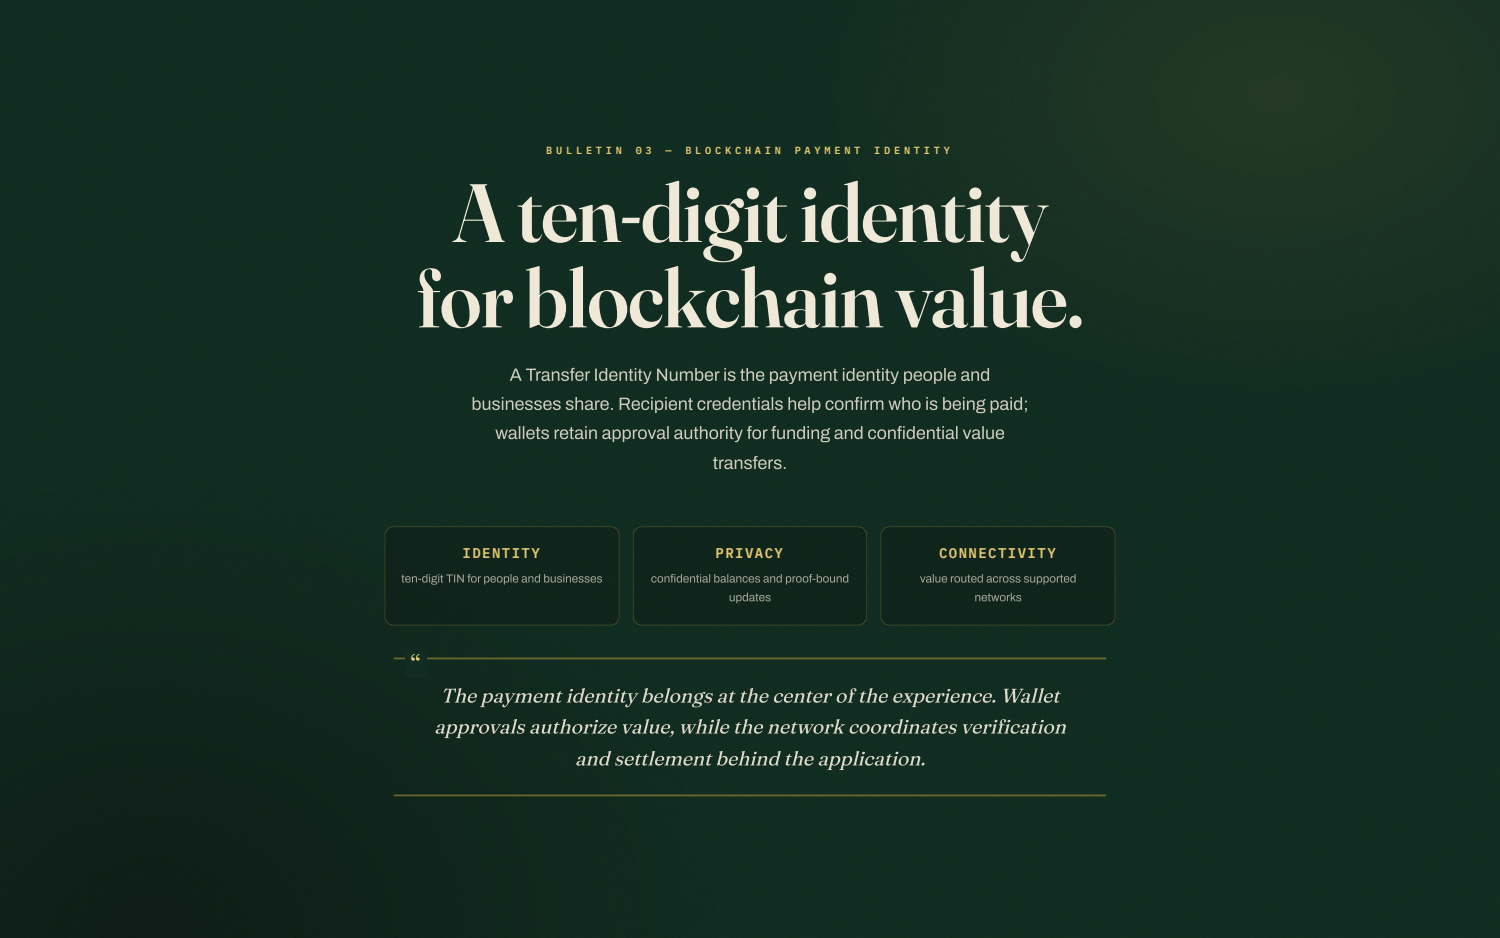 BULLETIN 03 — BLOCKCHAIN PAYMENT IDENTITY
A ten-digit identity
for blockchain value.
A Transfer Identity Number is the payment identity people and
businesses share. Recipient credentials help confirm who is being paid;
wallets retain approval authority for funding and confidential value
transfers.
IDENTITY
ten-digit TIN for people and businesses
PRIVACY
confidential balances and proof-bound
updates
CONNECTIVITY
value routed across supported
networks
“
The payment identity belongs at the center of the experience. Wallet
approvals authorize value, while the network coordinates verification
and settlement behind the application.